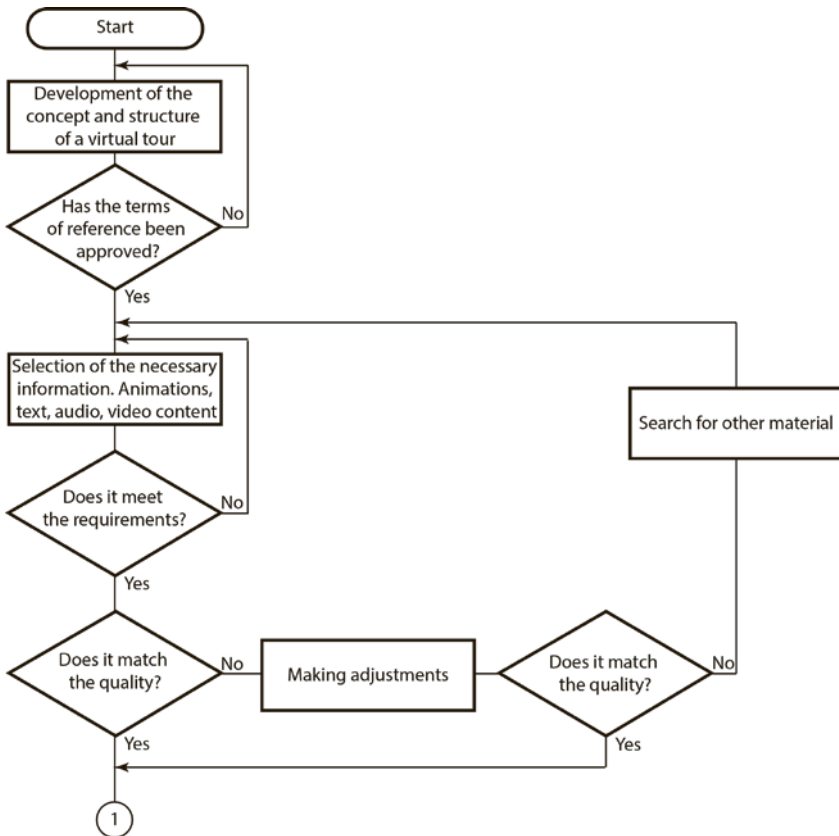 Start
Development of the
concept and structure
of a virtual tour
Has the terms
of reference been
approved?
No
Yes
Selection of the necessary
information. Animations,
text, audio, video content
Search for other material
Does it meet
the requirements?
No
Yes
Does it match
the quality?
No
Making adjustments
Does it match
the quality?
No
Yes
Yes
1